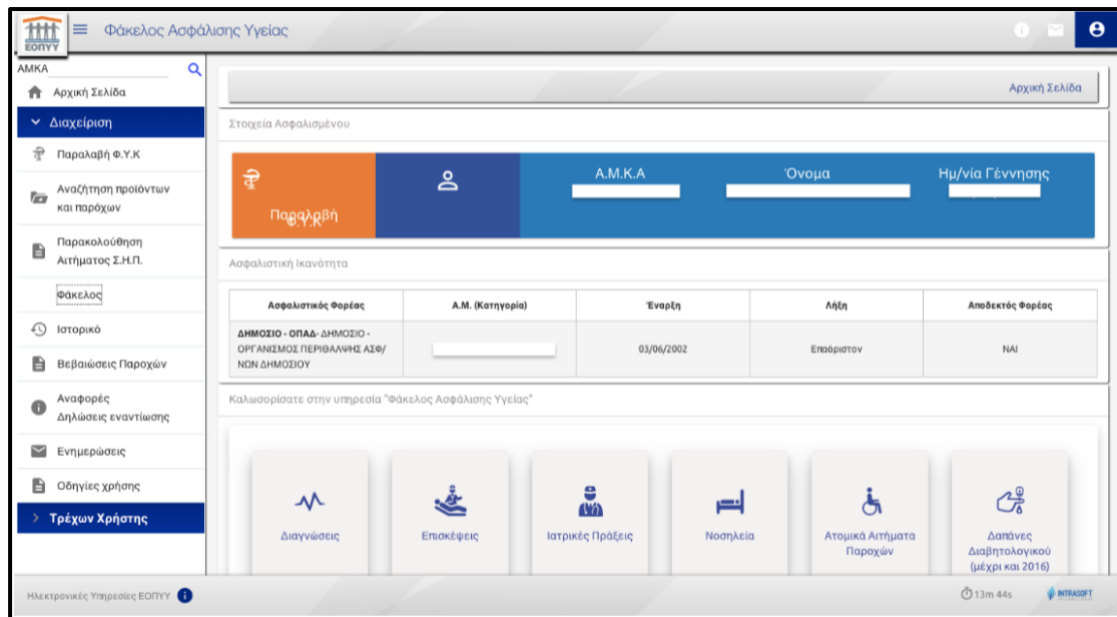 ΕΟΠΥΥ
Φάκελος Ασφάλισης Υγείας
ΑΜΚΑ
Αρχική Σελίδα
Διαχείριση
Παραλαβή Φ.Υ.Κ
Αναζήτηση προϊόντων
και παρόχων
Παρακολούθηση
Αιτήματος Σ.Η.Π.
Φάκελος
Ιστορικό
Βεβαιώσεις Παροχών
Αναφορές
Δηλώσεις εναντίωσης
Ενημερώσεις
Οδηγίες χρήσης
Τρέχων Χρήστης
Αρχική Σελίδα
Στοιχεία Ασφαλισμένου
Παραλαβή
Φ.Υ.Κ
Α.Μ.Κ.Α
Όνομα
Ημ/νία Γέννησης
Ασφαλιστική Ικανότητα
Ασφαλιστικός Φορέας
Α.Μ. (Κατηγορία)
Έναρξη
Λήξη
Αποδεκτός Φορέας
ΔΗΜΟΣΙΟ - ΟΠΑΔ- ΔΗΜΟΣΙΟ -
ΟΡΓΑΝΙΣΜΟΣ ΠΕΡΙΘΑΛΨΗΣ ΑΣΦ/
ΝΩΝ ΔΗΜΟΣΙΟΥ
03/06/2002
Επαόριστον
ΝΑΙ
Καλωσορίσατε στην υπηρεσία "Φάκελος Ασφάλισης Υγείας"
Διαγνώσεις
Επισκέψεις
Ιατρικές Πράξεις
Νοσηλεία
Ατομικά Αιτήματα
Παροχών
Δαπάνες
Διαβητολογικού
(μέχρι και 2016)
Ηλεκτρονικές Υπηρεσίες ΕΟΠΥΥ
13m 44s
INTRASOFT